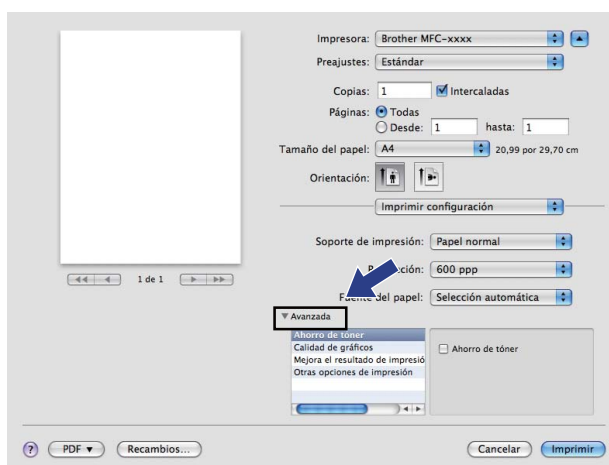 Impresora: Brother MFC-xxxx
Preajustes: Estándar
Copias: 1 Intercaladas
Páginas: Todas
Desde: 1 hasta: 1
Tamaño del papel: A4 20,99 por 29,70 cm
Orientación:
Imprimir configuración
Soporte de impresión: Papel normal
600 ppp
1 de 1
del papel: Selección automática
Avanzada
Ahorro de tóner
Calidad de gráficos
Ahorro de tóner
Mejora el resultado de impresió
Otras opciones de impresión
? PDF Recambios... Cancelar Imprimir